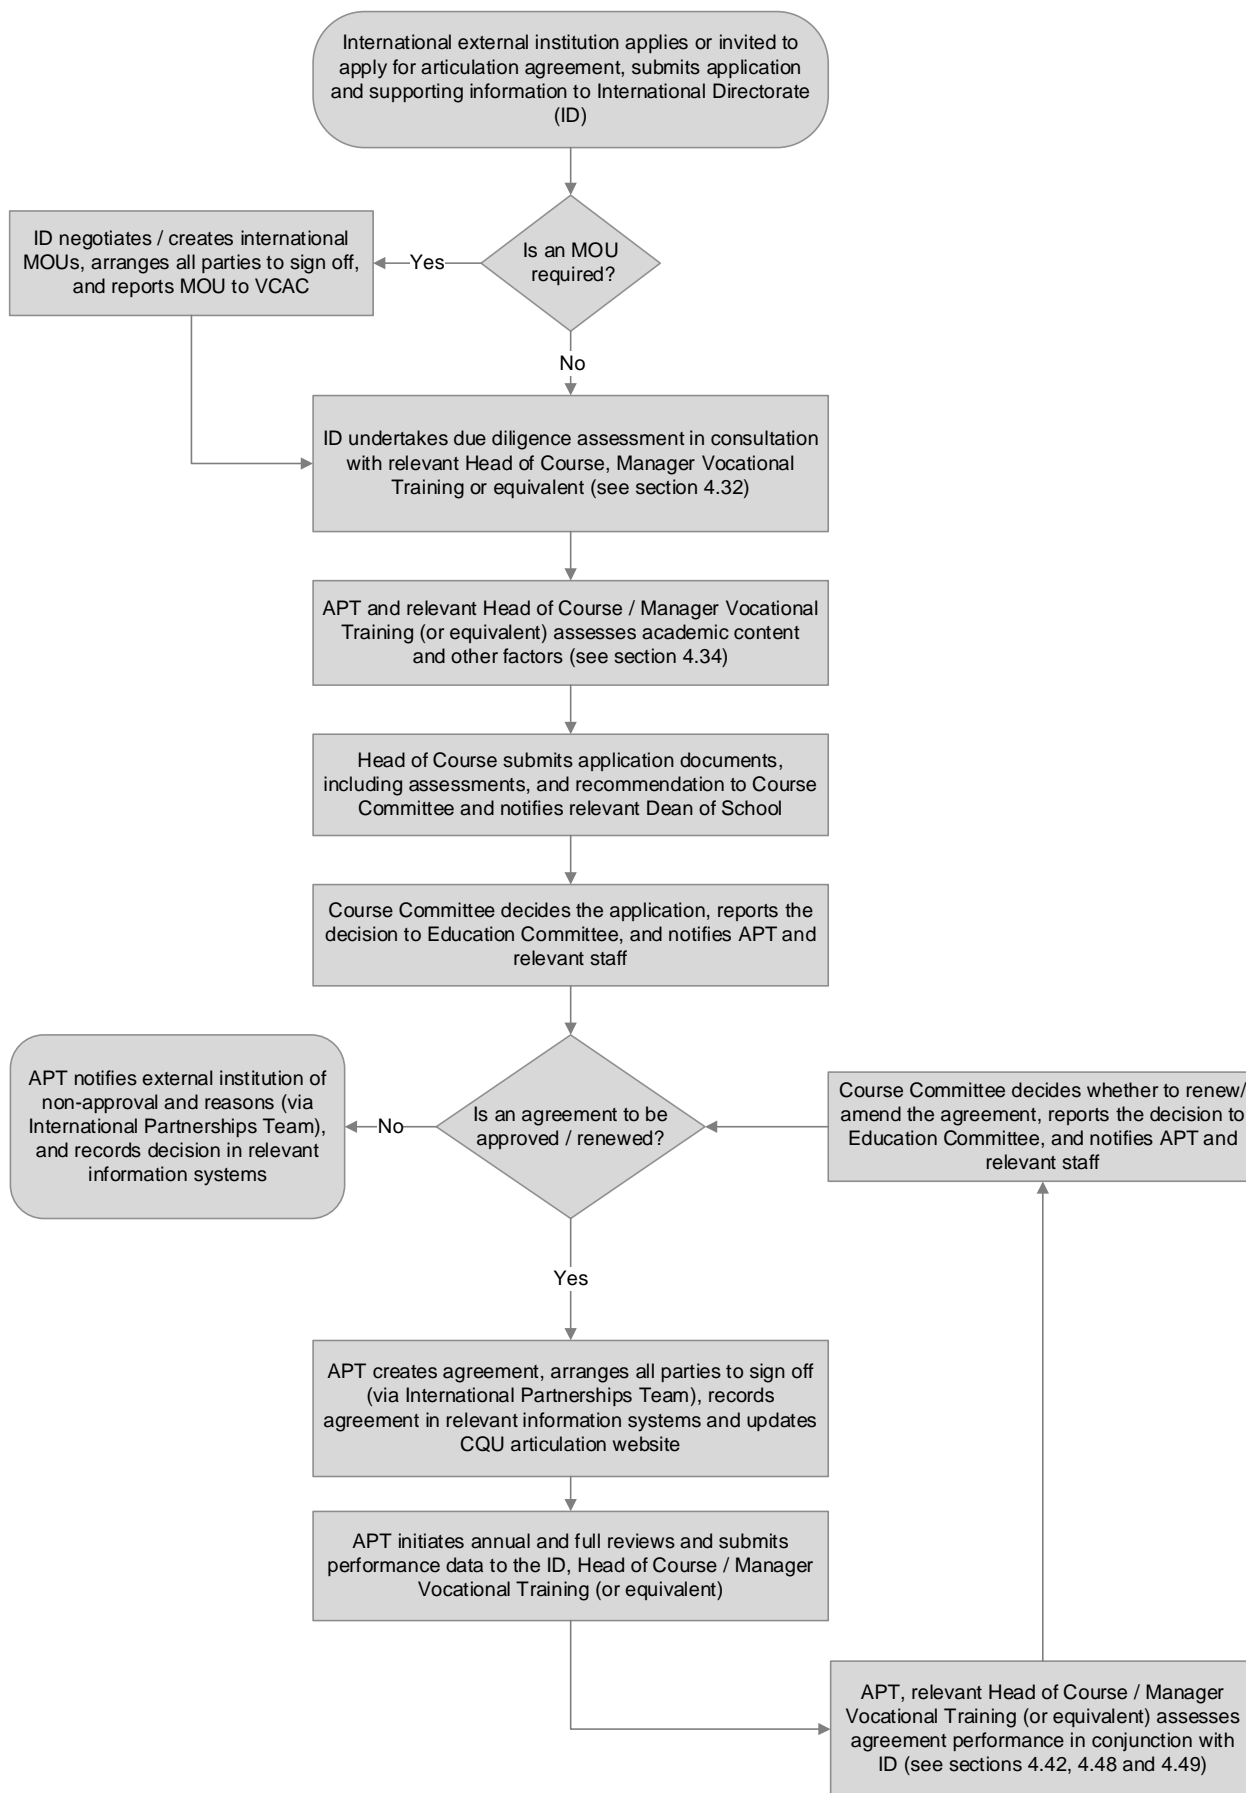 International external institution applies or invited to
apply for articulation agreement, submits application
and supporting information to International Directorate
(ID)
Is an MOU
required?
Yes
ID negotiates / creates international
MOUs, arranges all parties to sign off,
and reports MOU to VCAC
No
ID undertakes due diligence assessment in consultation
with relevant Head of Course, Manager Vocational
Training or equivalent (see section 4.32)
APT and relevant Head of Course / Manager Vocational
Training (or equivalent) assesses academic content
and other factors (see section 4.34)
Head of Course submits application documents,
including assessments, and recommendation to Course
Committee and notifies relevant Dean of School
Course Committee decides the application, reports the
decision to Education Committee, and notifies APT and
relevant staff
Is an agreement to be
approved / renewed?
No
APT notifies external institution of
non-approval and reasons (via
International Partnerships Team),
and records decision in relevant
information systems
Course Committee decides whether to renew/
amend the agreement, reports the decision to
Education Committee, and notifies APT and
relevant staff
Yes
APT creates agreement, arranges all parties to sign off
(via International Partnerships Team), records
agreement in relevant information systems and updates
CQU articulation website
APT initiates annual and full reviews and submits
performance data to the ID, Head of Course / Manager
Vocational Training (or equivalent)
APT, relevant Head of Course / Manager
Vocational Training (or equivalent) assesses
agreement performance in conjunction with
ID (see sections 4.42, 4.48 and 4.49)